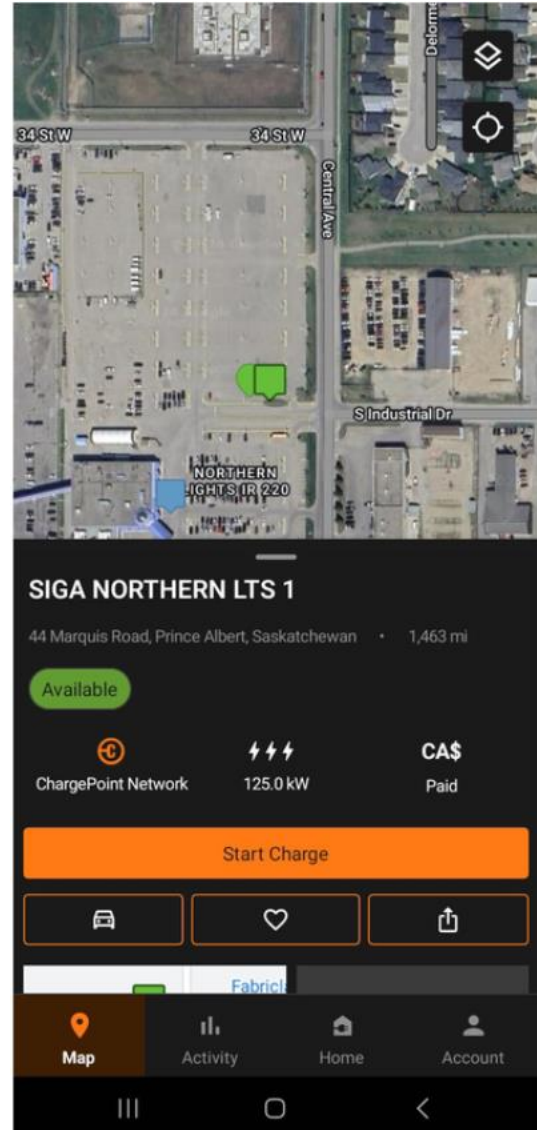 Delorme
34 St W
34 St W
Central Ave
S Industrial Dr
NORTHERN
LIGHTS IR 220
SIGA NORTHERN LTS 1
44 Marquis Road, Prince Albert, Saskatchewan • 1,463 mi
Available
CA$
ChargePoint Network 125.0 kW Paid
Start Charge
Fabricla
Map Activity Home Account